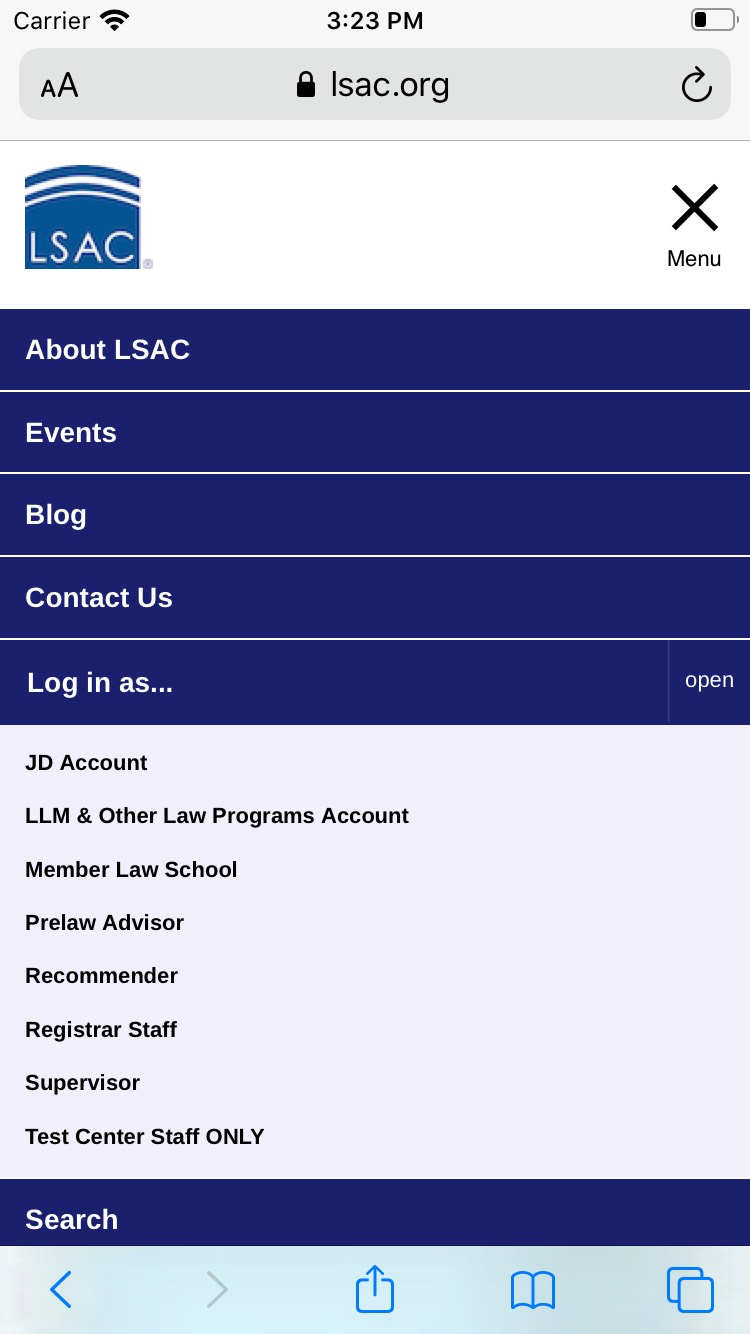 Carrier 3:23 PM
AA lsac.org
LSAC®
Menu
About LSAC
Events
Blog
Contact Us
Log in as... open
JD Account
LLM & Other Law Programs Account
Member Law School
Prelaw Advisor
Recommender
Registrar Staff
Supervisor
Test Center Staff ONLY
Search